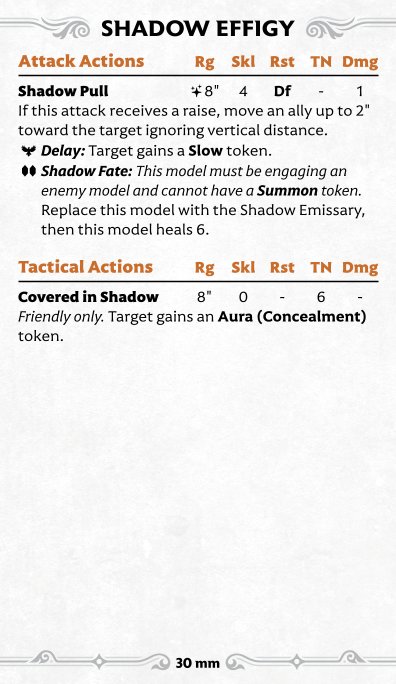 SHADOW EFFIGY
Attack Actions Rg Skl Rst TN Dmg
Shadow Pull 8" 4 Df - 1
If this attack receives a raise, move an ally up to 2"
toward the target ignoring vertical distance.
Delay: Target gains a Slow token.
Shadow Fate: This model must be engaging an
enemy model and cannot have a Summon token.
Replace this model with the Shadow Emissary,
then this model heals 6.
Tactical Actions Rg Skl Rst TN Dmg
Covered in Shadow 8" 0 - 6 -
Friendly only. Target gains an Aura (Concealment)
token.
30 mm